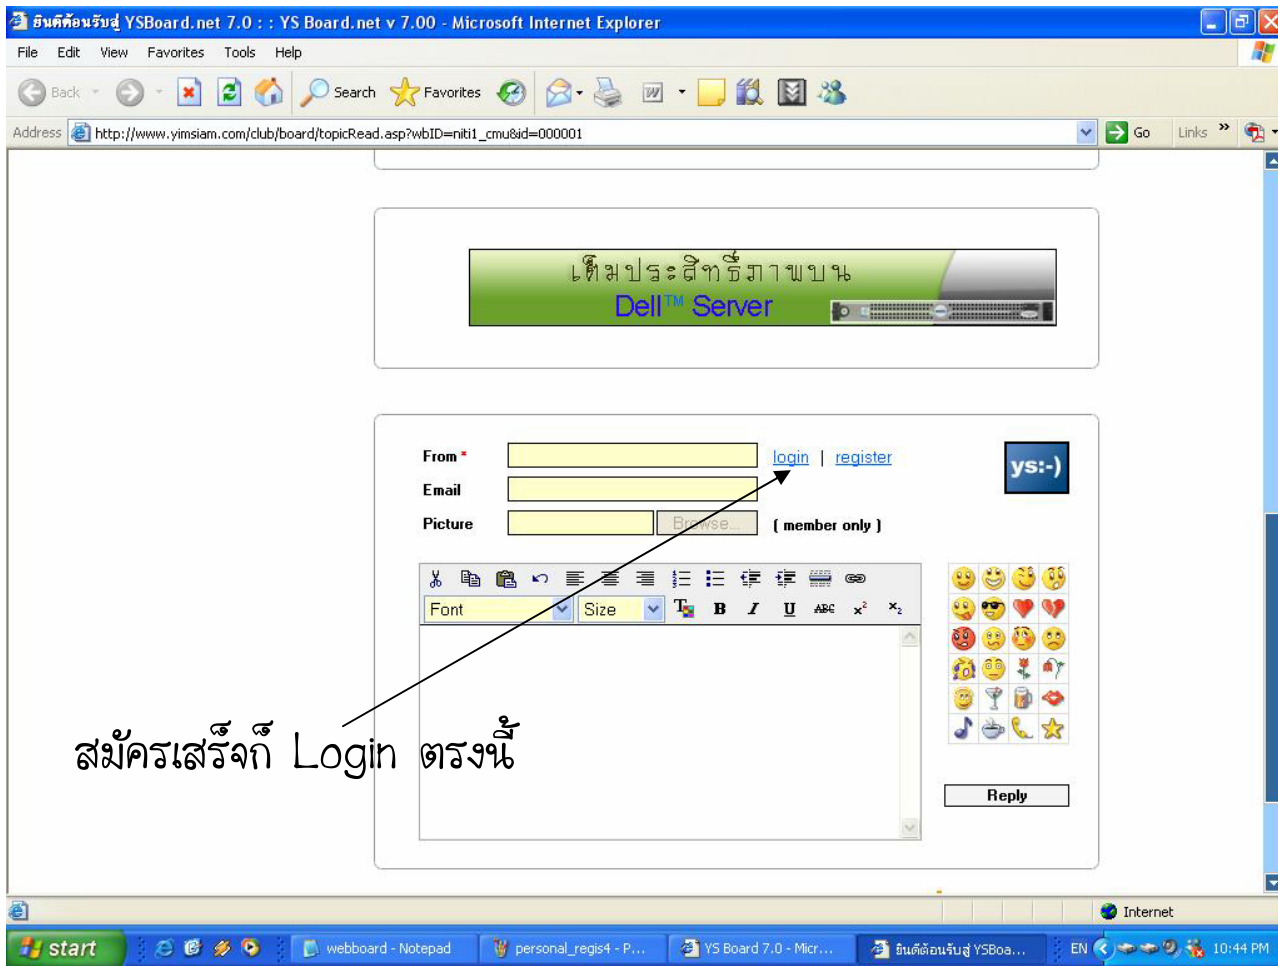 ยินดีต้อนรับสู่ YSBoard.net 7.0 : : YS Board.net v 7.00 - Microsoft Internet Explorer
File Edit View Favorites Tools Help
Back Search Favorites
Address http://www.yimsiam.com/club/board/topicRead.asp?wbID=niti1_cmu&id=000001 Go Links »
เต็มประสิทธิ์ภาพบน
Dell™ Server
From * login | register
ys:-)
Email
Picture Browse... ( member only )
Font Size B I U ABC x² x₂
สมัครเสร็จก็ Login ตรงนี้
Reply
Internet
start webboard - Notepad personal_regis4 - P... YS Board 7.0 - Micr... ยินดีต้อนรับสู่ YSBoa... EN 10:44 PM